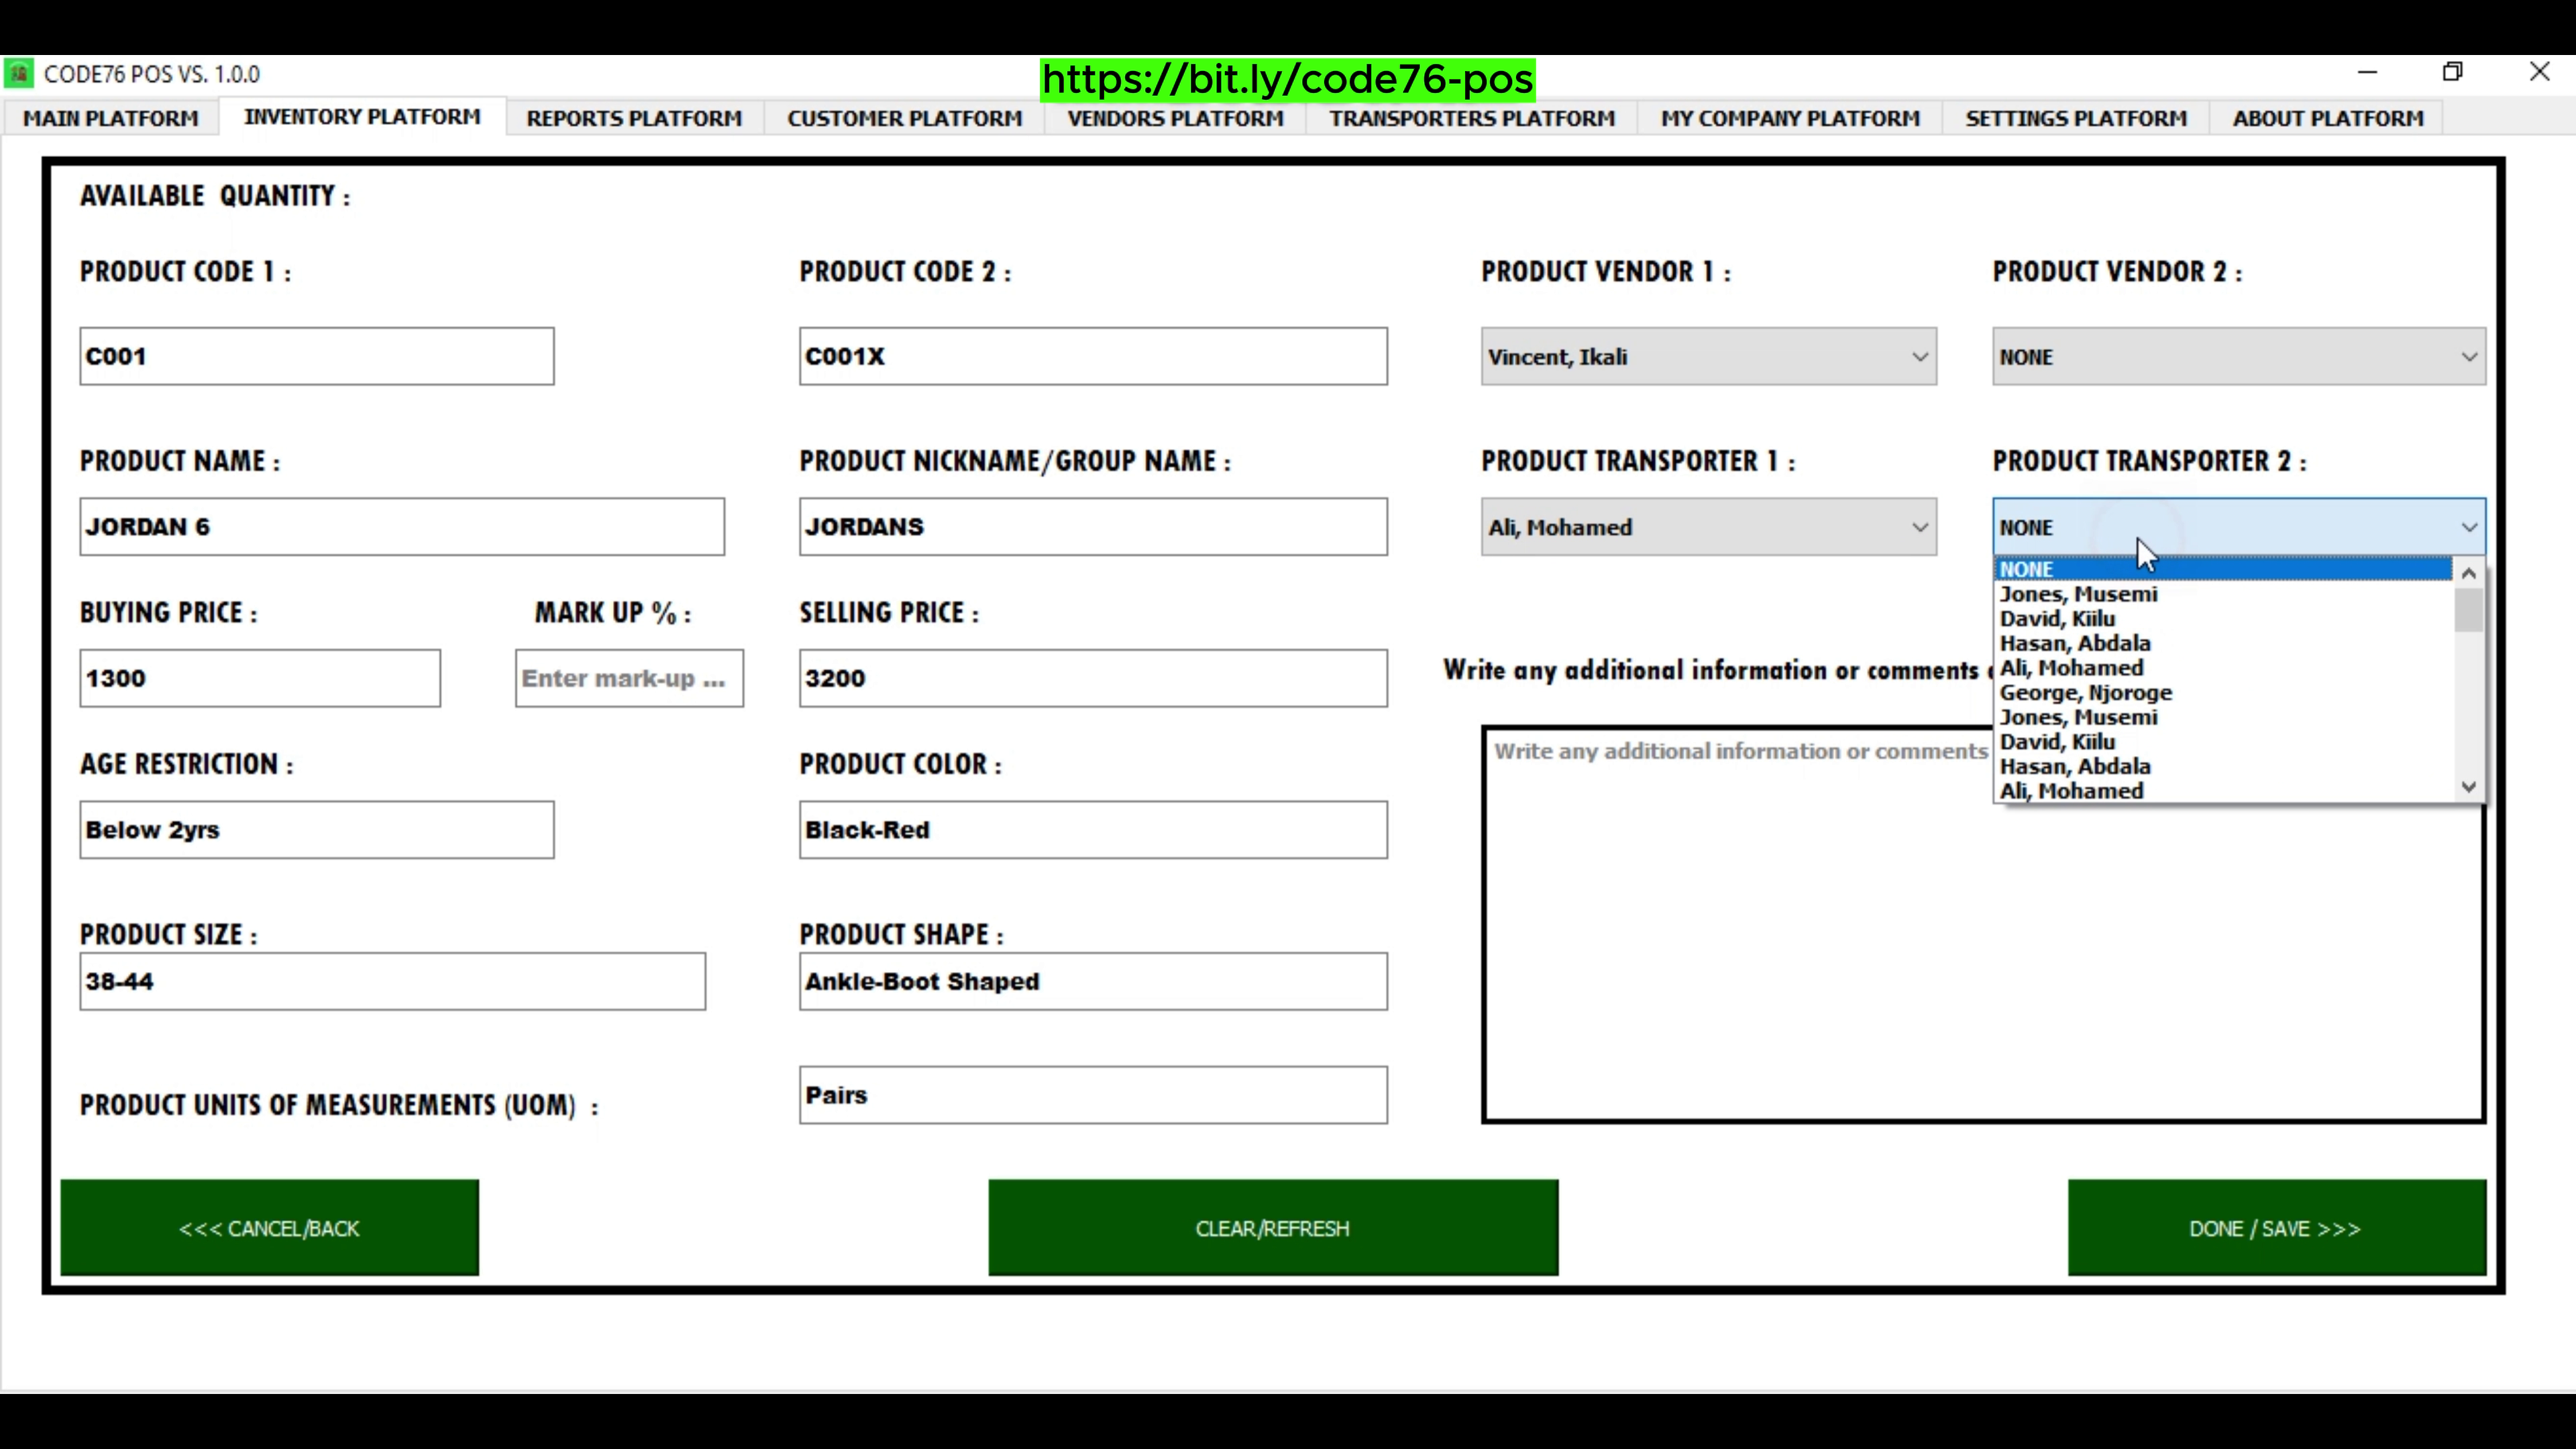 CODE76 POS VS. 1.0.0
https://bit.ly/code76-pos
MAIN PLATFORM
INVENTORY PLATFORM
REPORTS PLATFORM
CUSTOMER PLATFORM
VENDORS PLATFORM
TRANSPORTERS PLATFORM
MY COMPANY PLATFORM
SETTINGS PLATFORM
ABOUT PLATFORM
AVAILABLE QUANTITY :
PRODUCT CODE 1 :
PRODUCT CODE 2 :
PRODUCT VENDOR 1 :
PRODUCT VENDOR 2 :
C001
C001X
Vincent, Ikali
NONE
PRODUCT NAME :
PRODUCT NICKNAME/GROUP NAME :
PRODUCT TRANSPORTER 1 :
PRODUCT TRANSPORTER 2 :
JORDAN 6
JORDANS
Ali, Mohamed
NONE
NONE
Jones, Musemi
David, Kiilu
Hasan, Abdala
Ali, Mohamed
George, Njoroge
Jones, Musemi
David, Kiilu
Hasan, Abdala
Ali, Mohamed
BUYING PRICE :
MARK UP % :
SELLING PRICE :
1300
Enter mark-up ...
3200
Write any additional information or comments
AGE RESTRICTION :
PRODUCT COLOR :
Write any additional information or comments
Below 2yrs
Black-Red
PRODUCT SIZE :
PRODUCT SHAPE :
38-44
Ankle-Boot Shaped
PRODUCT UNITS OF MEASUREMENTS (UOM) :
Pairs
<<< CANCEL/BACK
CLEAR/REFRESH
DONE / SAVE >>>